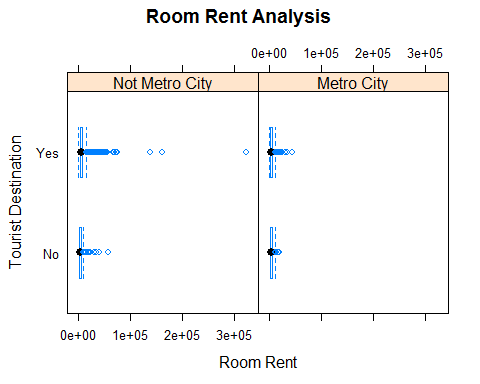 Room Rent Analysis
0e+00 1e+05 2e+05 3e+05
Not Metro City Metro City
Tourist Destination
Yes
No
0e+00 1e+05 2e+05 3e+05
Room Rent